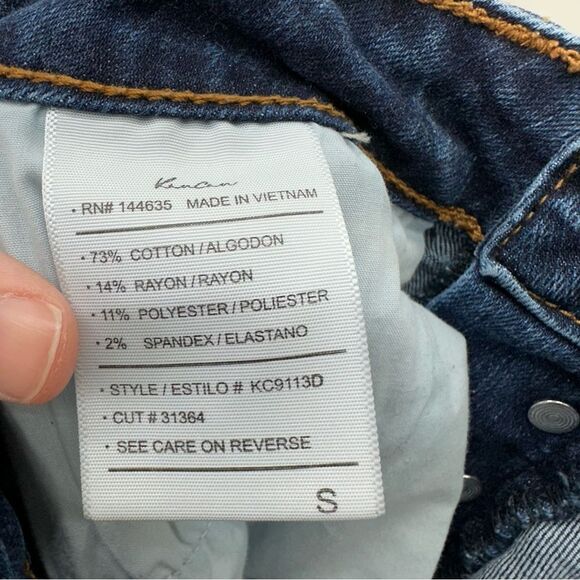 KanCan
• RN# 144635 MADE IN VIETNAM
• 73% COTTON / ALGODON
• 14% RAYON / RAYON
• 11% POLYESTER / POLIESTER
• 2% SPANDEX / ELASTANO
• STYLE / ESTILO # KC9113D
• CUT # 31364
• SEE CARE ON REVERSE
S